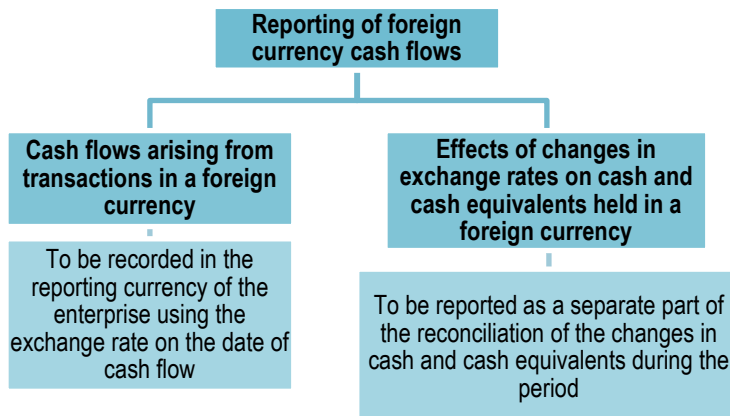 Reporting of foreign
currency cash flows
Cash flows arising from
transactions in a foreign
currency
To be recorded in the
reporting currency of the
enterprise using the
exchange rate on the date of
cash flow
Effects of changes in
exchange rates on cash and
cash equivalents held in a
foreign currency
To be reported as a separate part of
the reconciliation of the changes in
cash and cash equivalents during the
period